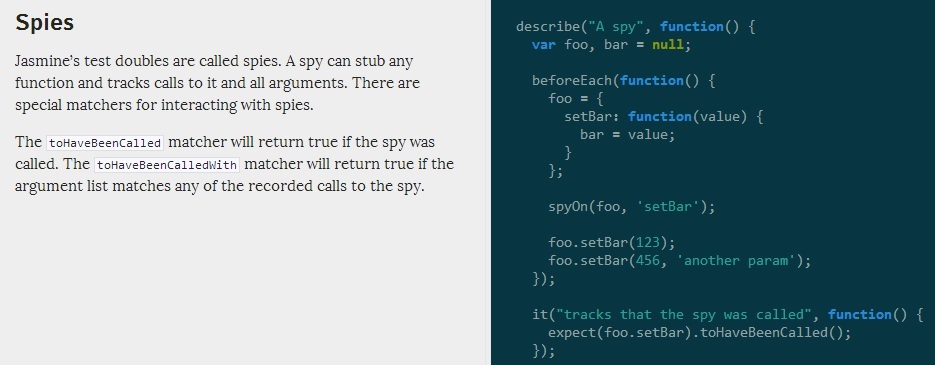 Spies
Jasmine’s test doubles are called spies. A spy can stub any
function and tracks calls to it and all arguments. There are
special matchers for interacting with spies.
The toHaveBeenCalled matcher will return true if the spy was
called. The toHaveBeenCalledWith matcher will return true if the
argument list matches any of the recorded calls to the spy.
describe("A spy", function() {
  var foo, bar = null;

  beforeEach(function() {
    foo = {
      setBar: function(value) {
        bar = value;
      }
    };

    spyOn(foo, 'setBar');

    foo.setBar(123);
    foo.setBar(456, 'another param');
  });

  it("tracks that the spy was called", function() {
    expect(foo.setBar).toHaveBeenCalled();
  });